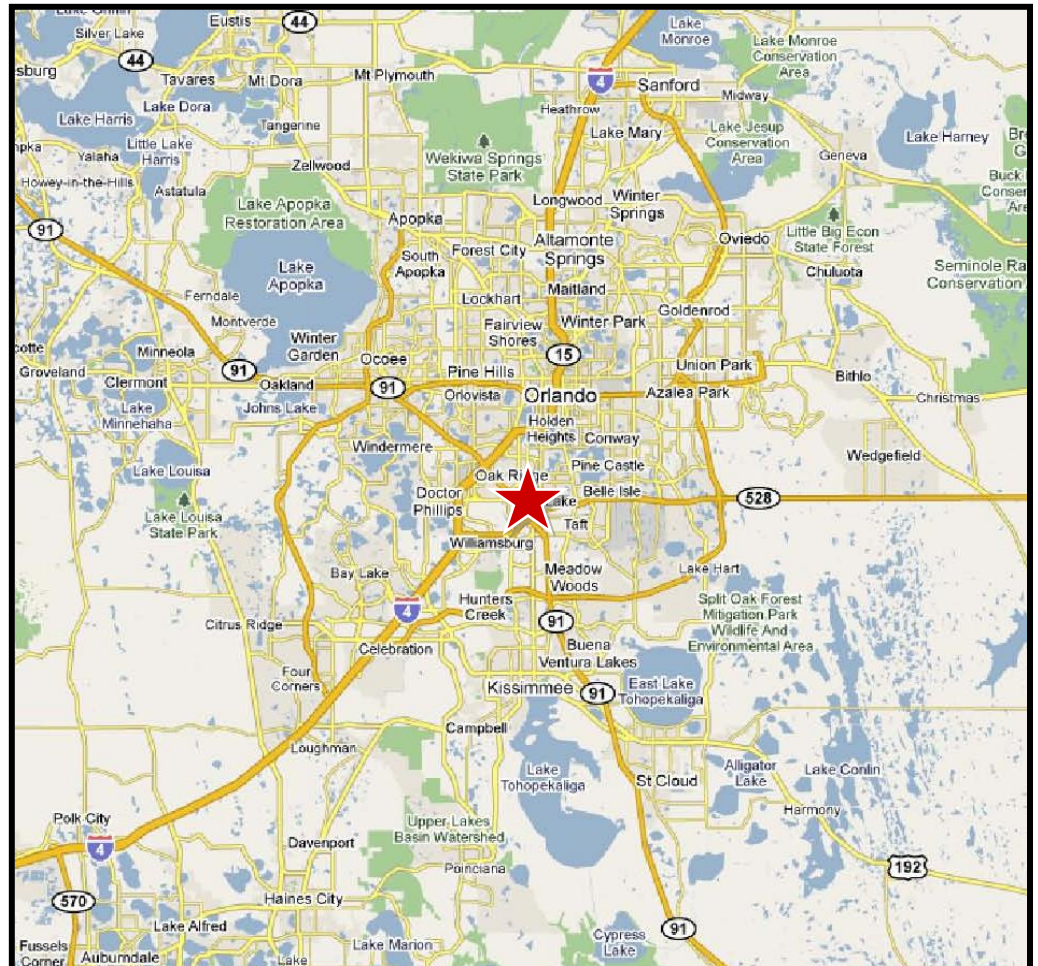 Eustis
44
Lake
Monroe
Silver Lake
44
Lake Monroe
Conservation
Area
sburg
Tavares
Mt Dora
Mt Plymouth
4
Sanford
Midway
Heathrow
Lake Dora
Lake Harris
Tangerine
Lake Mary
Lake Jesup
Conservation
Area
Lake Harney
Little Lake
Harris
Yalaha
Zellwood
Wekiwa Springs
State Park
Geneva
Howey-in-the-Hills
Astatula
Lake Apopka
Restoration Area
Longwood
Winter
Springs
91
Apopka
Oviedo
Little Big Econ
State Forest
Forest City
Altamonte
Springs
South
Apopka
Chuluota
Lake
Apopka
Seminole Ra
Conservation
Ferndale
Lockhart
Maitland
Goldenrod
Montverde
Fairview
Shores
Winter Park
Winter
Garden
cotte
Minneola
Ocoee
15
Union Park
Groveland
91
Pine Hills
Bithlo
Clermont
Oakland
91
Orlovista
Orlando
Azalea Park
Christmas
Lake
Minnehaha
Johns Lake
Holden
Heights
Conway
Windermere
Wedgefield
Lake Louisa
Oak Ridge
Pine Castle
Doctor
Phillips
Lake
Belle Isle
528
Lake Louisa
State Park
Taft
Williamsburg
Bay Lake
Meadow
Woods
Lake Hart
4
Hunters
Creek
Split Oak Forest
Mitigation Park
Wildlife And
Environmental Area
Citrus Ridge
91
Celebration
Buena
Ventura Lakes
Four
Corners
Kissimmee
91
East Lake
Tohopekaliga
Campbell
Loughman
Lake
Tohopekaliga
St Cloud
Alligator
Lake
Lake Conlin
Harmony
Polk City
Upper Lakes
Basin Watershed
4
Davenport
Poinciana
192
570
Haines City
Lake Alfred
91
Fussels
Corner
Auburndale
Lake
Lake Marion
Cypress
Lake